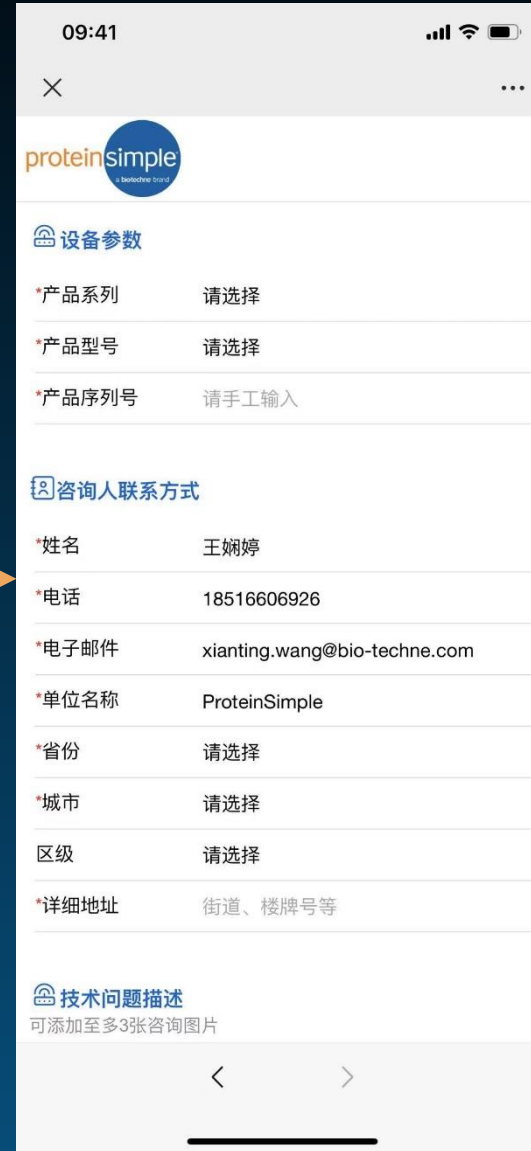 09:41
proteinsimple
a biotechne brand
设备参数
*产品系列 请选择
*产品型号 请选择
*产品序列号 请手工输入
咨询人联系方式
*姓名 王娴婷
*电话 18516606926
*电子邮件 xianting.wang@bio-techne.com
*单位名称 ProteinSimple
*省份 请选择
*城市 请选择
区级 请选择
*详细地址 街道、楼牌号等
技术问题描述
可添加至多3张咨询图片